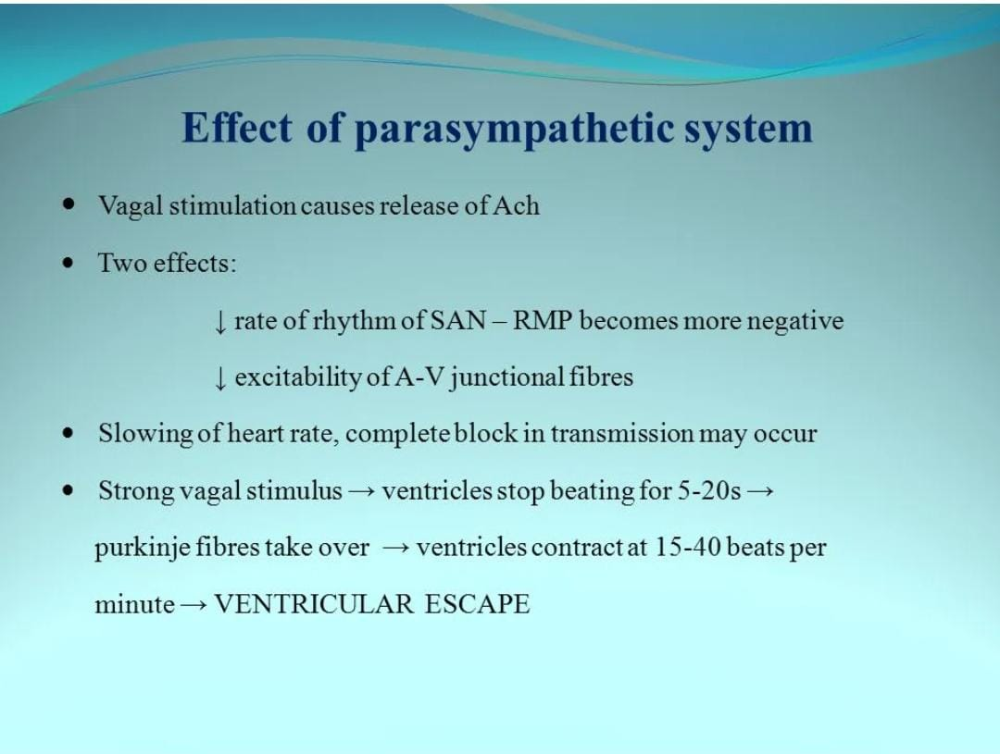 Effect of parasympathetic system
• Vagal stimulation causes release of Ach
• Two effects:
↓ rate of rhythm of SAN – RMP becomes more negative
↓ excitability of A-V junctional fibres
• Slowing of heart rate, complete block in transmission may occur
• Strong vagal stimulus → ventricles stop beating for 5-20s →
purkinje fibres take over → ventricles contract at 15-40 beats per
minute → VENTRICULAR ESCAPE